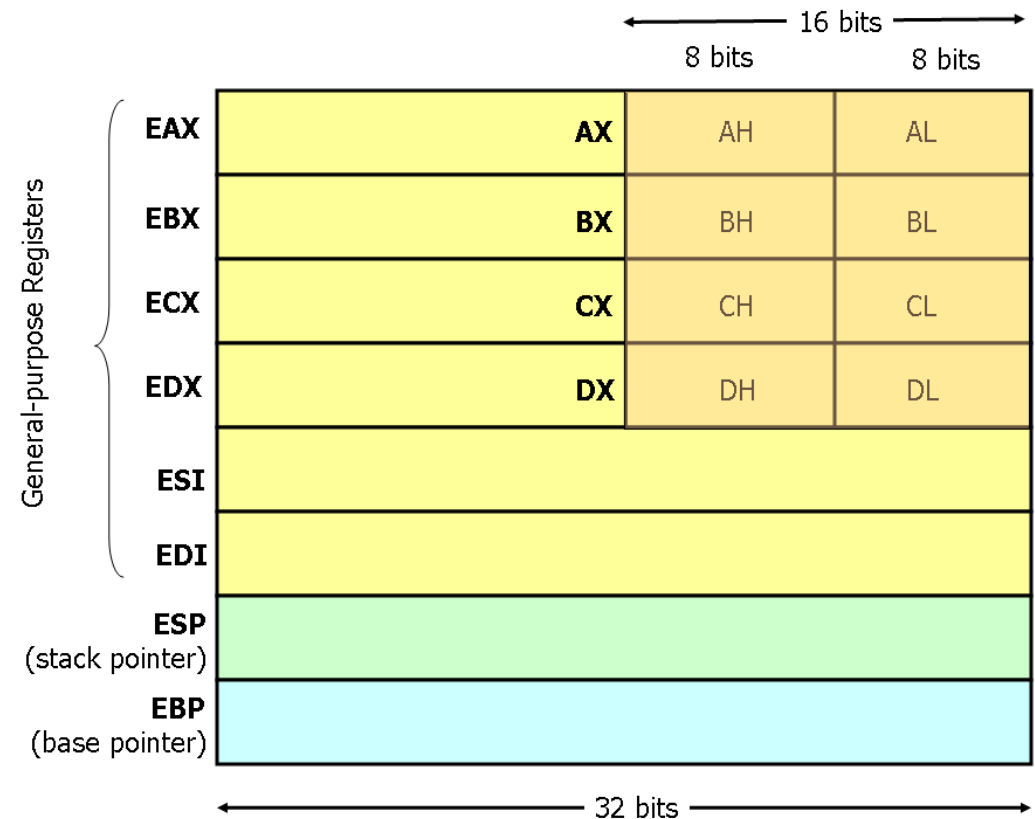 16 bits
8 bits 8 bits
General-purpose Registers
EAX AX AH AL
EBX BX BH BL
ECX CX CH CL
EDX DX DH DL
ESI
EDI
ESP
(stack pointer)
EBP
(base pointer)
32 bits